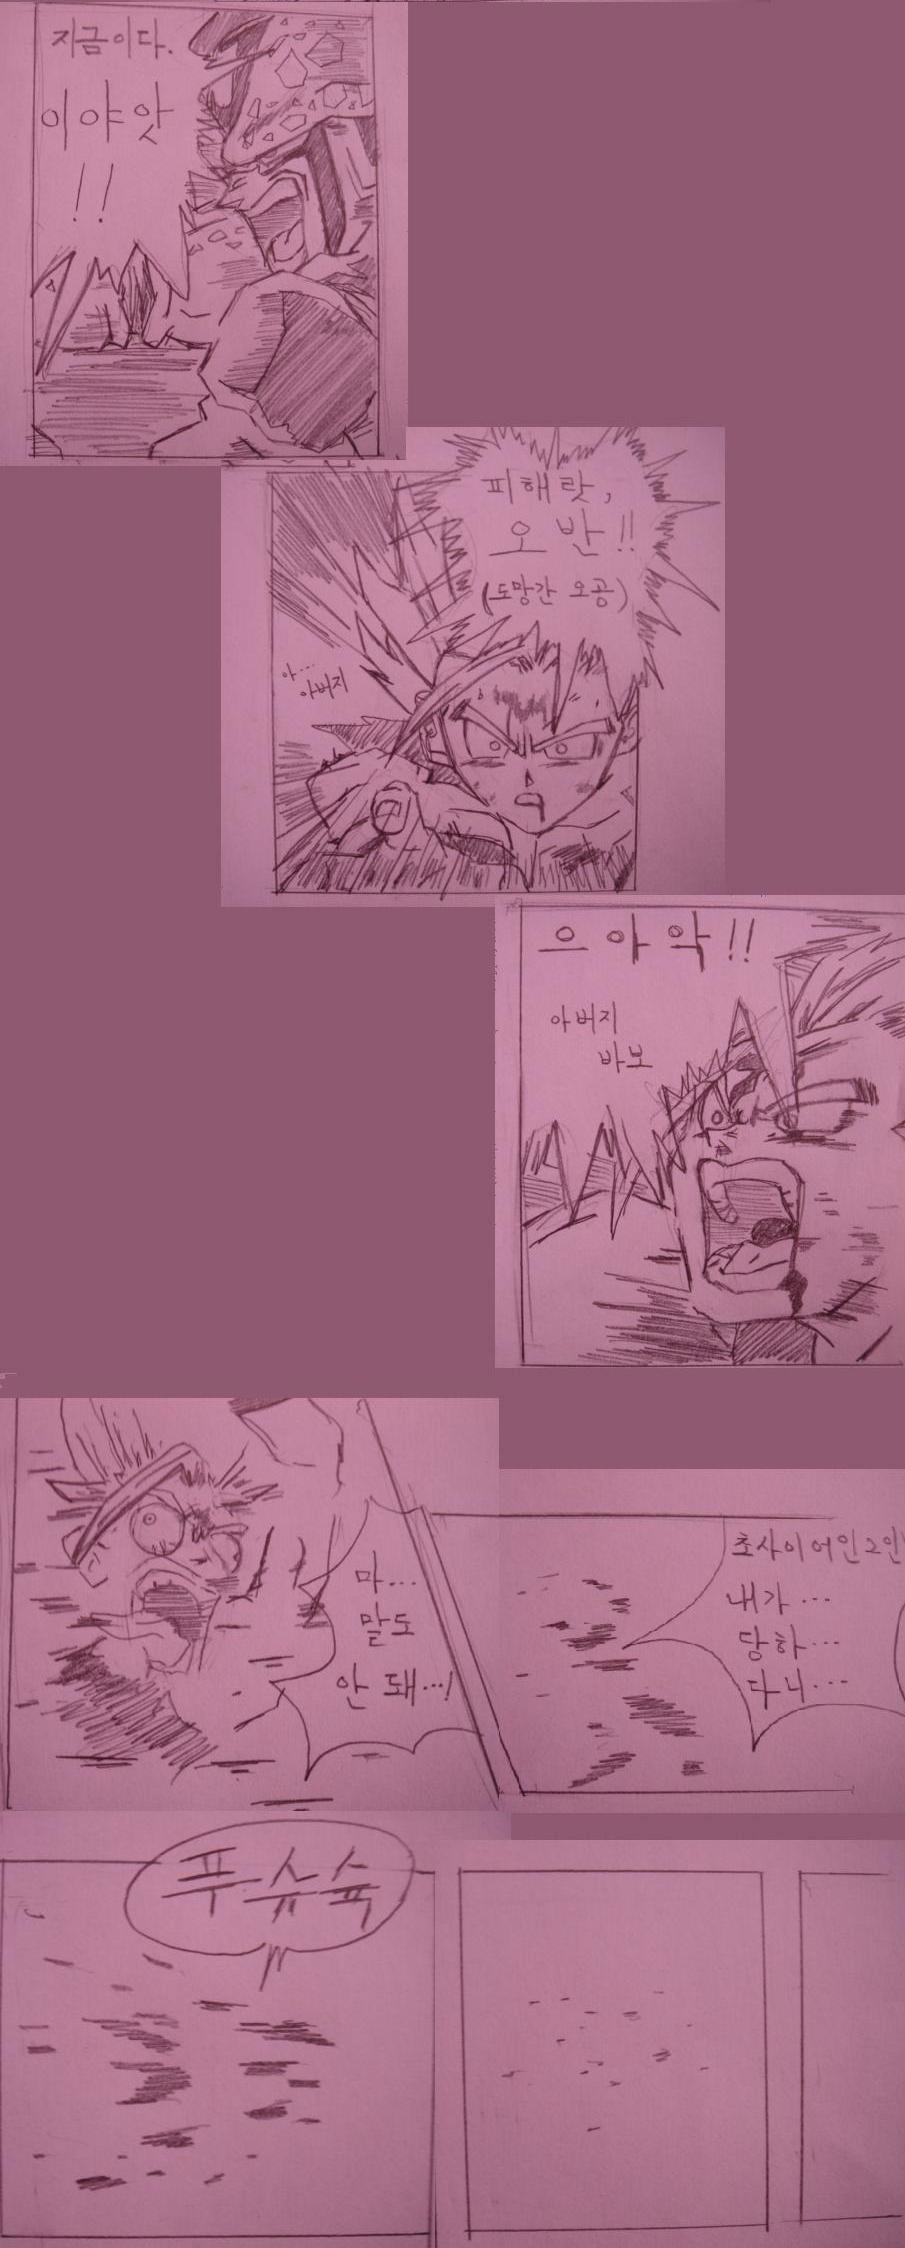 지금이다.
이야앗
!!
피해랏,
오반!!
(도망간 오공)
아...
아버지
으아악!!
아버지
바보
마...
말도
안돼...!
초사이어인2인
내가...
당하...
다니...
푸슈슉